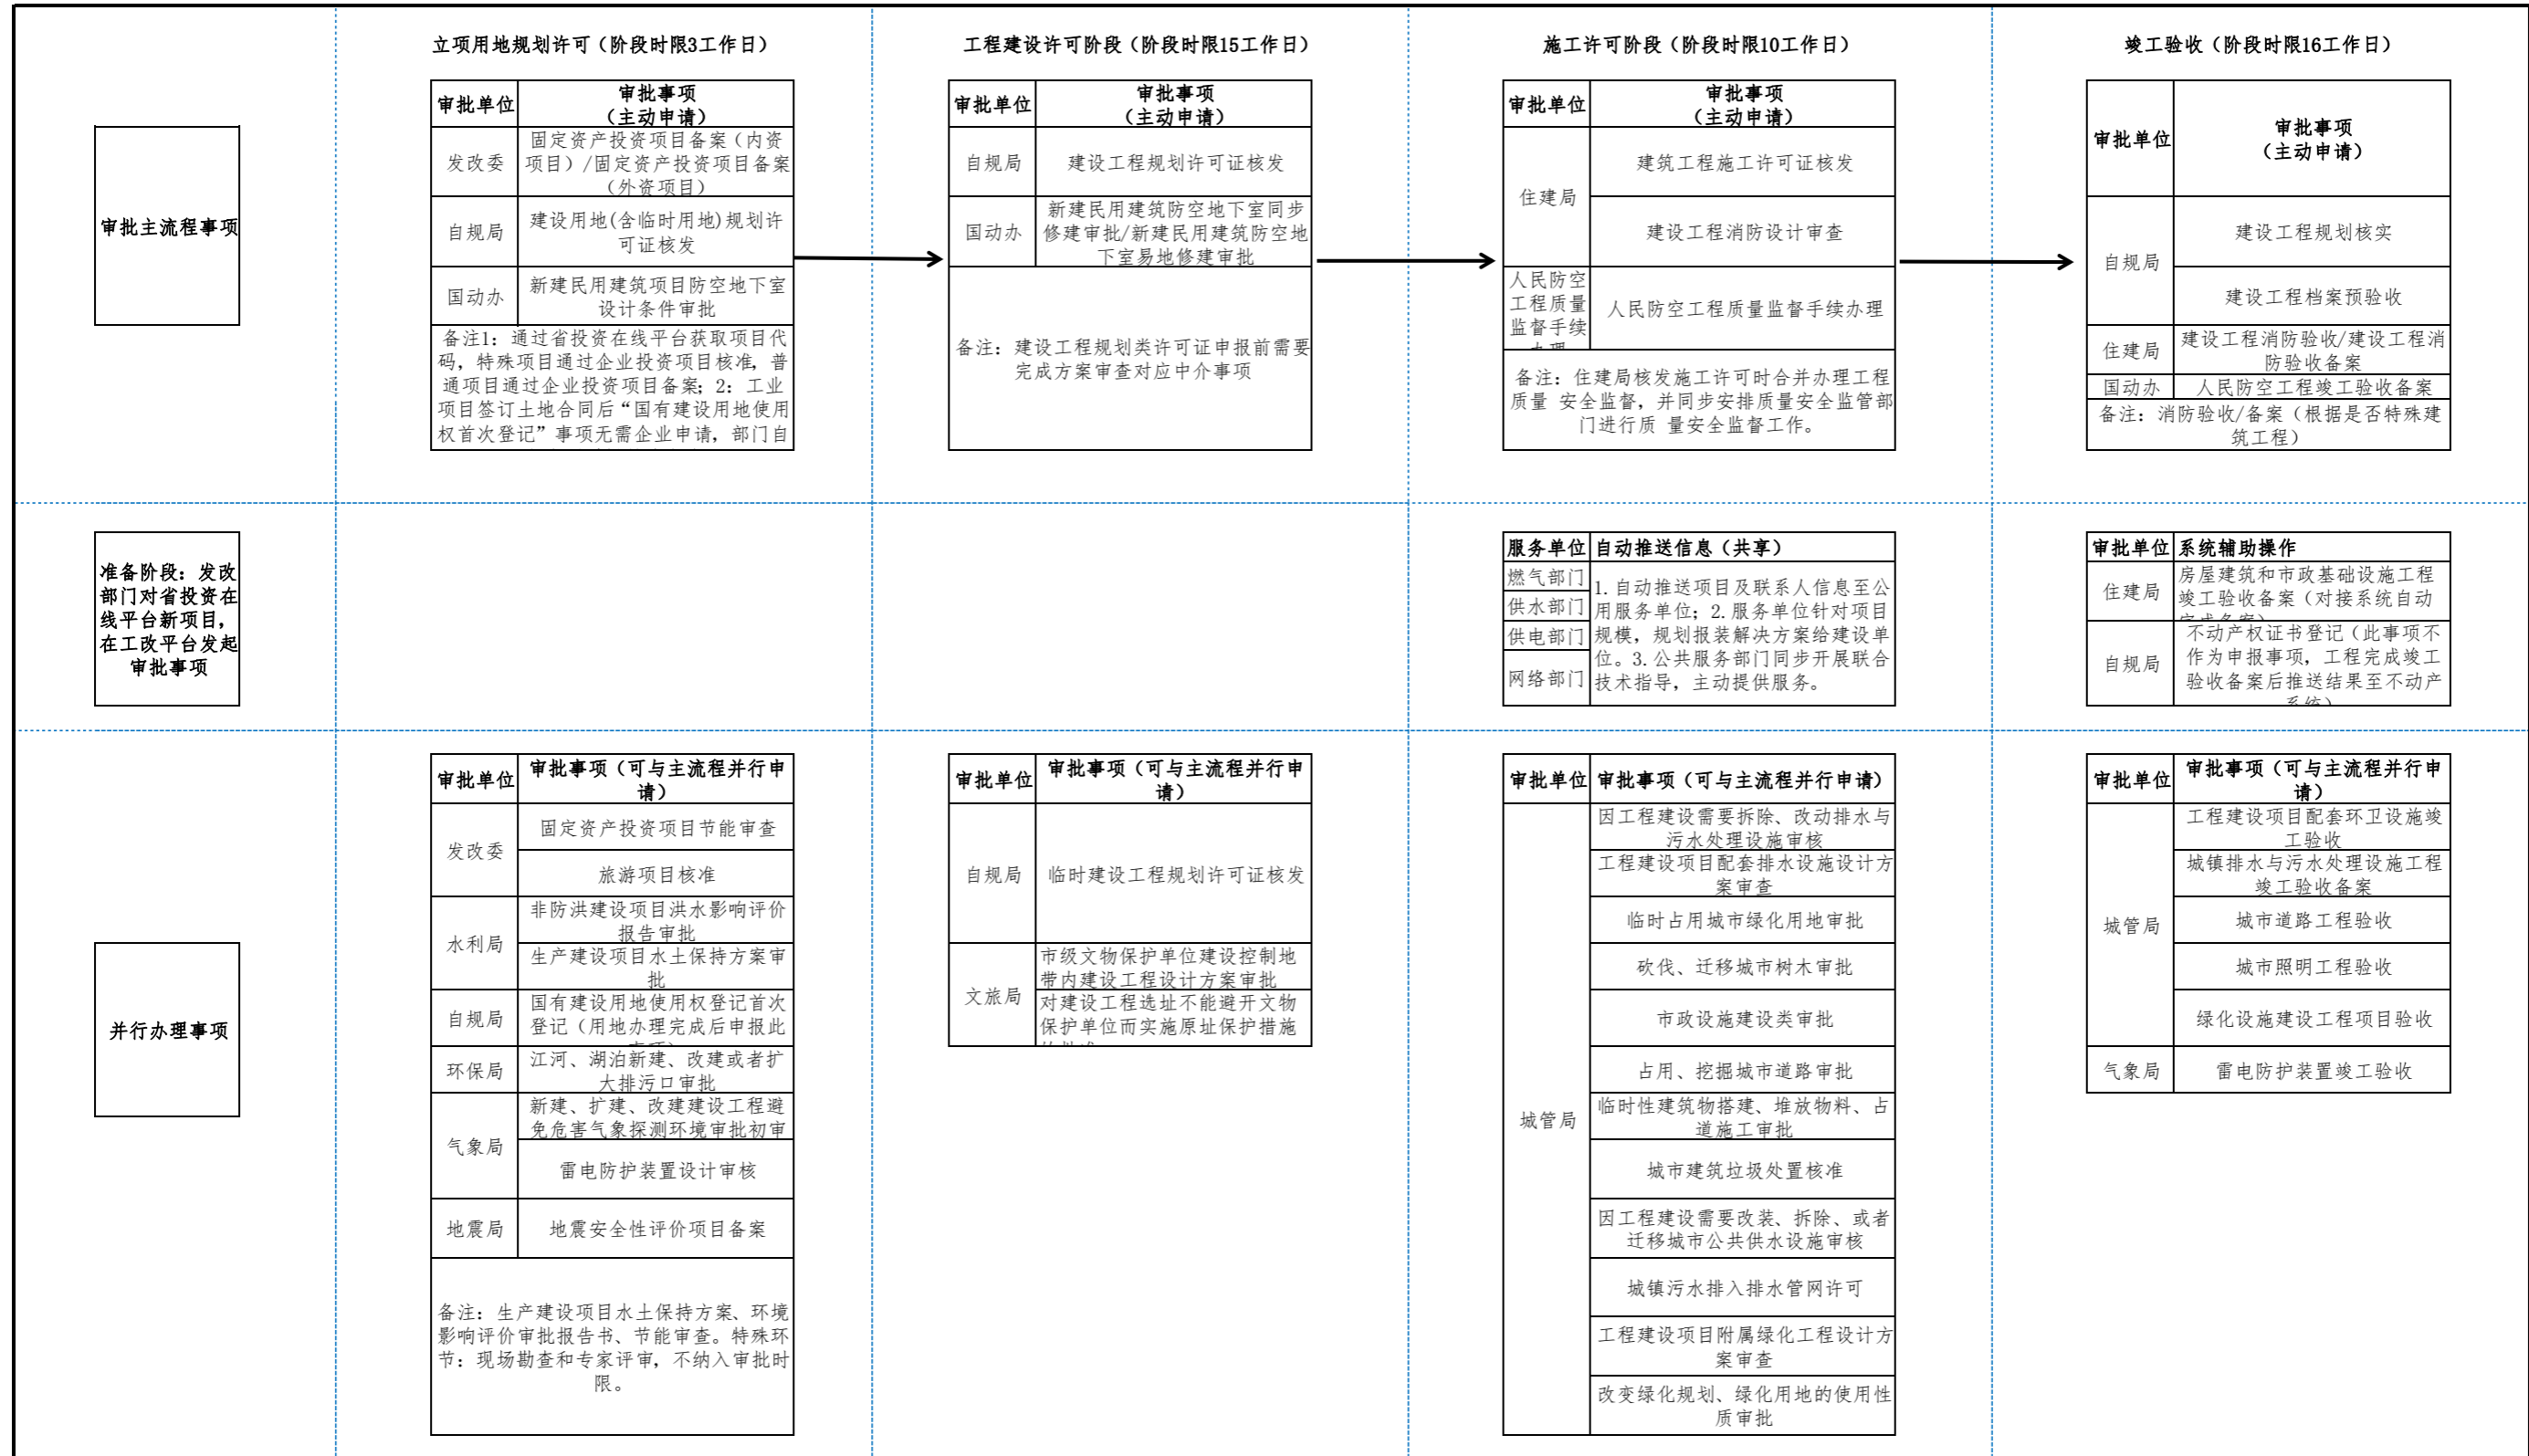 立项用地规划许可（阶段时限3工作日）
工程建设许可阶段（阶段时限15工作日）
施工许可阶段（阶段时限10工作日）
竣工验收（阶段时限16工作日）
审批主流程事项
审批单位
审批事项
（主动申请）
发改委
固定资产投资项目备案（内资
项目）/固定资产投资项目备案
（外资项目）
自规局
建设用地(含临时用地)规划许
可证核发
国动办
新建民用建筑项目防空地下室
设计条件审批
备注1：通过省投资在线平台获取项目代
码，特殊项目通过企业投资项目核准，普
通项目通过企业投资项目备案；2：工业
项目签订土地合同后“国有建设用地使用
权首次登记”事项无需企业申请，部门自
审批单位
审批事项
（主动申请）
自规局
建设工程规划许可证核发
国动办
新建民用建筑防空地下室同步
修建审批/新建民用建筑防空地
下室易地修建审批
备注：建设工程规划类许可证申报前需要
完成方案审查对应中介事项
审批单位
审批事项
（主动申请）
住建局
建筑工程施工许可证核发
建设工程消防设计审查
人民防空
工程质量
监督手续
办理
人民防空工程质量监督手续办理
备注：住建局核发施工许可时合并办理工程
质量 安全监督，并同步安排质量安全监管部
门进行质 量安全监督工作。
审批单位
审批事项
（主动申请）
自规局
建设工程规划核实
建设工程档案预验收
住建局
建设工程消防验收/建设工程消
防验收备案
国动办
人民防空工程竣工验收备案
备注：消防验收/备案（根据是否特殊建
筑工程）
准备阶段：发改
部门对省投资在
线平台新项目，
在工改平台发起
审批事项
服务单位
自动推送信息（共享）
燃气部门
供水部门
供电部门
网络部门
1.自动推送项目及联系人信息至公
用服务单位；2.服务单位针对项目
规模，规划报装解决方案给建设单
位。3.公共服务部门同步开展联合
技术指导，主动提供服务。
审批单位
系统辅助操作
住建局
房屋建筑和市政基础设施工程
竣工验收备案（对接系统自动
完成备案）
自规局
不动产权证书登记（此事项不
作为申报事项，工程完成竣工
验收备案后推送结果至不动产
系统）
并行办理事项
审批单位
审批事项（可与主流程并行申
请）
发改委
固定资产投资项目节能审查
旅游项目核准
水利局
非防洪建设项目洪水影响评价
报告审批
生产建设项目水土保持方案审
批
自规局
国有建设用地使用权登记首次
登记（用地办理完成后申报此
事项）
环保局
江河、湖泊新建、改建或者扩
大排污口审批
气象局
新建、扩建、改建建设工程避
免危害气象探测环境审批初审
雷电防护装置设计审核
地震局
地震安全性评价项目备案
备注：生产建设项目水土保持方案、环境
影响评价审批报告书、节能审查。特殊环
节：现场勘查和专家评审，不纳入审批时
限。
审批单位
审批事项（可与主流程并行申
请）
自规局
临时建设工程规划许可证核发
文旅局
市级文物保护单位建设控制地
带内建设工程设计方案审批
对建设工程选址不能避开文物
保护单位而实施原址保护措施
的批准
审批单位
审批事项（可与主流程并行申请）
城管局
因工程建设需要拆除、改动排水与
污水处理设施审核
工程建设项目配套排水设施设计方
案审查
临时占用城市绿化用地审批
砍伐、迁移城市树木审批
市政设施建设类审批
占用、挖掘城市道路审批
临时性建筑物搭建、堆放物料、占
道施工审批
城市建筑垃圾处置核准
因工程建设需要改装、拆除、或者
迁移城市公共供水设施审核
城镇污水排入排水管网许可
工程建设项目附属绿化工程设计方
案审查
改变绿化规划、绿化用地的使用性
质审批
审批单位
审批事项（可与主流程并行申
请）
城管局
工程建设项目配套环卫设施竣
工验收
城镇排水与污水处理设施工程
竣工验收备案
城市道路工程验收
城市照明工程验收
绿化设施建设工程项目验收
气象局
雷电防护装置竣工验收